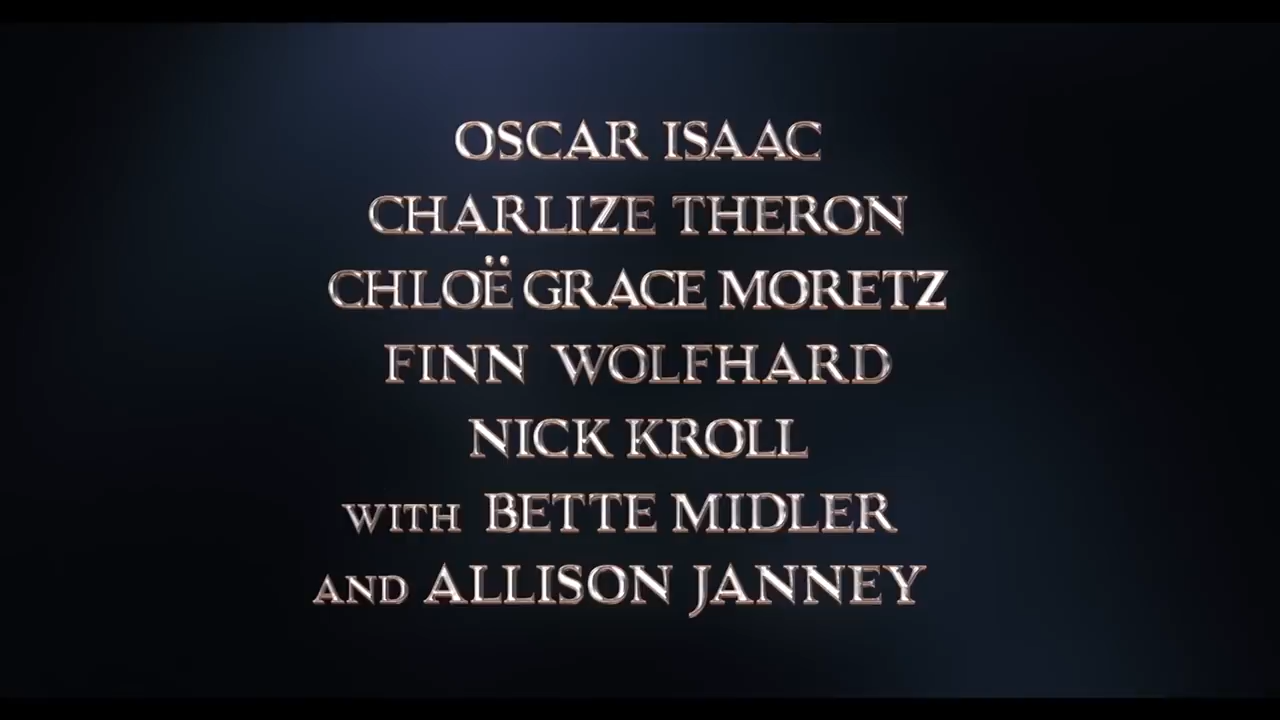 OSCAR ISAAC
CHARLIZE THERON
CHLOË GRACE MORETZ
FINN WOLFHARD
NICK KROLL
WITH BETTE MIDLER
AND ALLISON JANNEY